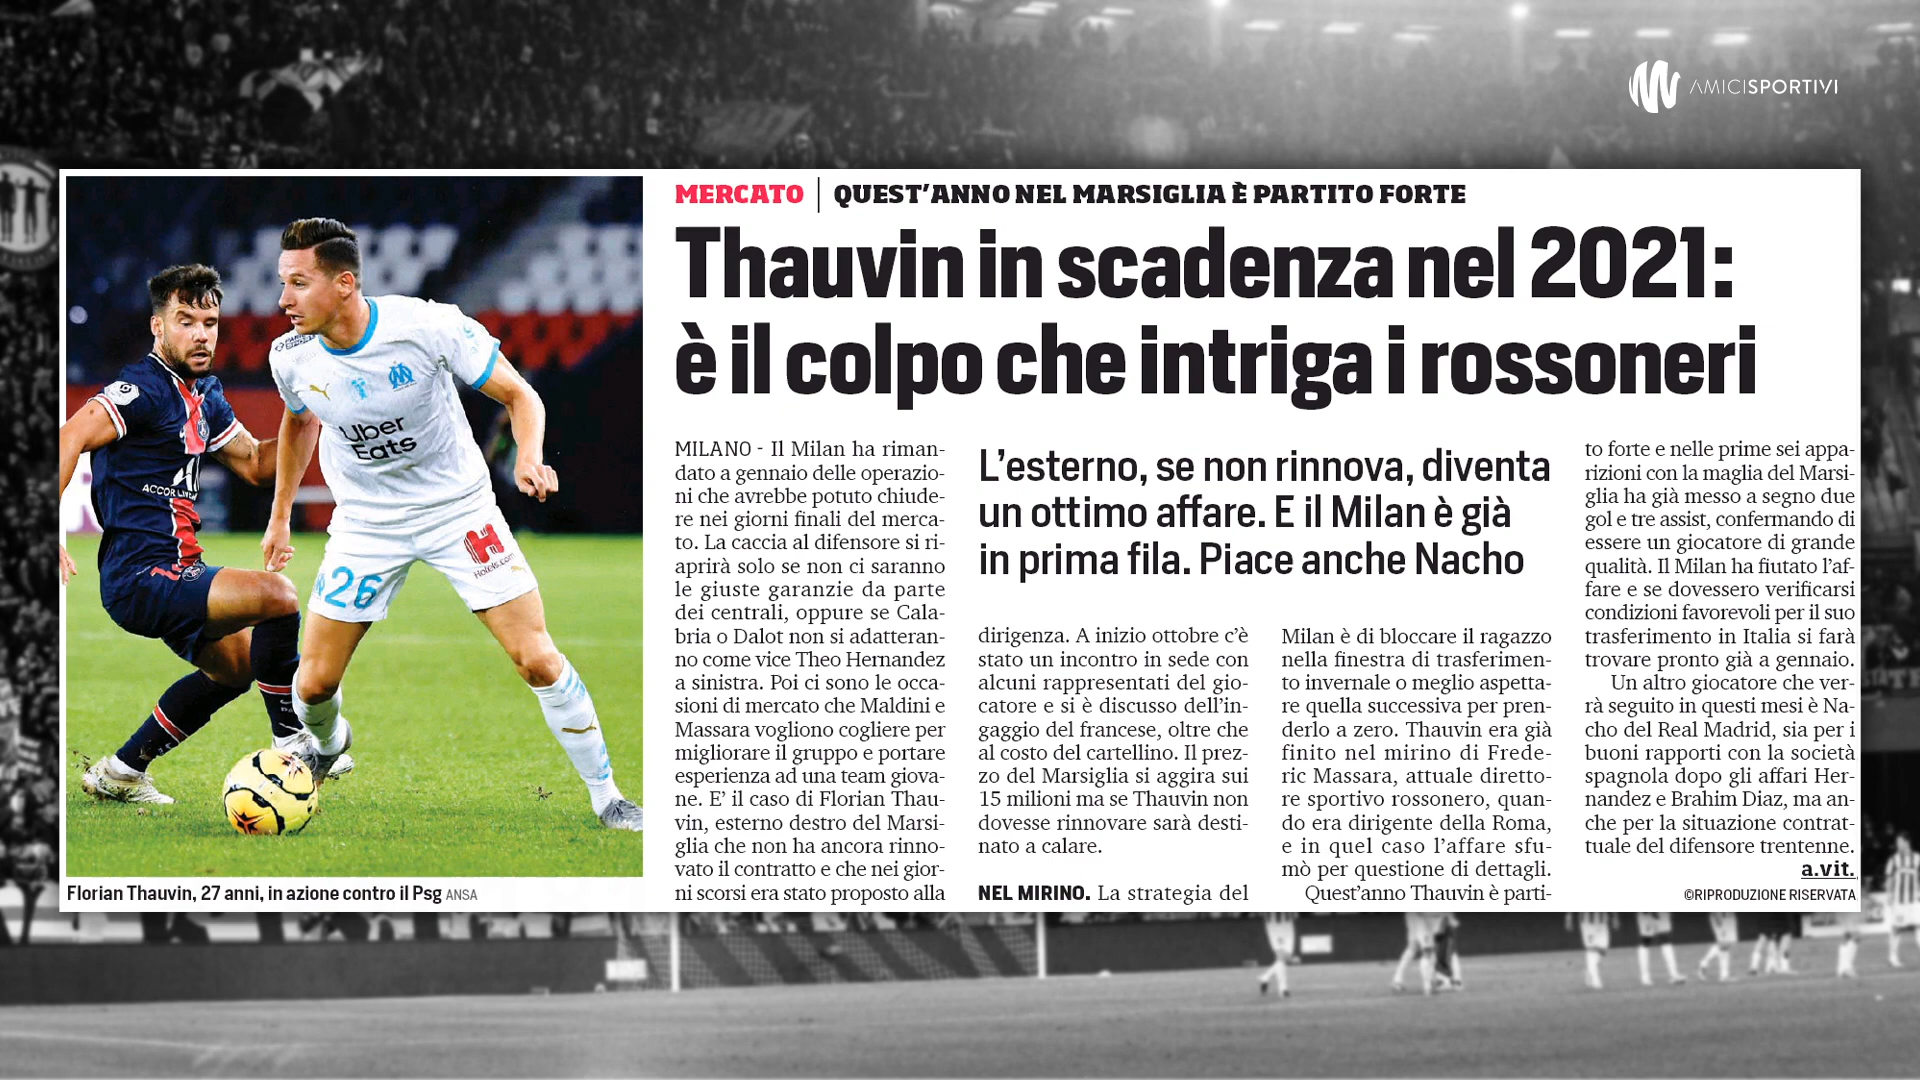 AMICISPORTIVI
MERCATO | QUEST'ANNO NEL MARSIGLIA È PARTITO FORTE
Thauvin in scadenza nel 2021:
è il colpo che intriga i rossoneri
Uber
Eats
ACCOR LIVE
26
H
Hotels.com
Florian Thauvin, 27 anni, in azione contro il Psg ANSA
MILANO - Il Milan ha riman-
dato a gennaio delle operazio-
ni che avrebbe potuto chiude-
re nei giorni finali del merca-
to. La caccia al difensore si ri-
aprirà solo se non ci saranno
le giuste garanzie da parte
dei centrali, oppure se Cala-
bria o Dalot non si adatteran-
no come vice Theo Hernandez
a sinistra. Poi ci sono le occa-
sioni di mercato che Maldini e
Massara vogliono cogliere per
migliorare il gruppo e portare
esperienza ad una team giova-
ne. E' il caso di Florian Thau-
vin, esterno destro del Marsi-
glia che non ha ancora rinno-
vato il contratto e che nei gior-
ni scorsi era stato proposto alla
L'esterno, se non rinnova, diventa
un ottimo affare. E il Milan è già
in prima fila. Piace anche Nacho
dirigenza. A inizio ottobre c'è
stato un incontro in sede con
alcuni rappresentati del gio-
catore e si è discusso dell'in-
gaggio del francese, oltre che
al costo del cartellino. Il prez-
zo del Marsiglia si aggira sui
15 milioni ma se Thauvin non
dovesse rinnovare sarà desti-
nato a calare.
NEL MIRINO. La strategia del
Milan è di bloccare il ragazzo
nella finestra di trasferimen-
to invernale o meglio aspetta-
re quella successiva per pren-
derlo a zero. Thauvin era già
finito nel mirino di Frede-
ric Massara, attuale diretto-
re sportivo rossonero, quan-
do era dirigente della Roma,
e in quel caso l'affare sfu-
mò per questione di dettagli.
Quest'anno Thauvin è parti-
to forte e nelle prime sei appa-
rizioni con la maglia del Marsi-
glia ha già messo a segno due
gol e tre assist, confermando di
essere un giocatore di grande
qualità. Il Milan ha fiutato l'af-
fare e se dovessero verificarsi
condizioni favorevoli per il suo
trasferimento in Italia si farà
trovare pronto già a gennaio.
Un altro giocatore che ver-
rà seguito in questi mesi è Na-
cho del Real Madrid, sia per i
buoni rapporti con la società
spagnola dopo gli affari Her-
nandez e Brahim Diaz, ma an-
che per la situazione contrat-
tuale del difensore trentenne.
a.vit.
©RIPRODUZIONE RISERVATA